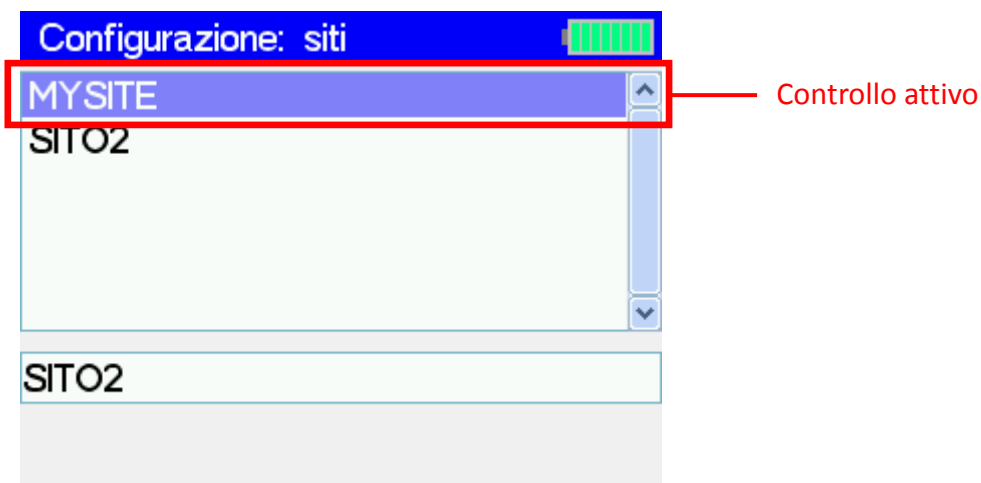 Configurazione: siti
MYSITE
Controllo attivo
SITO2
SITO2